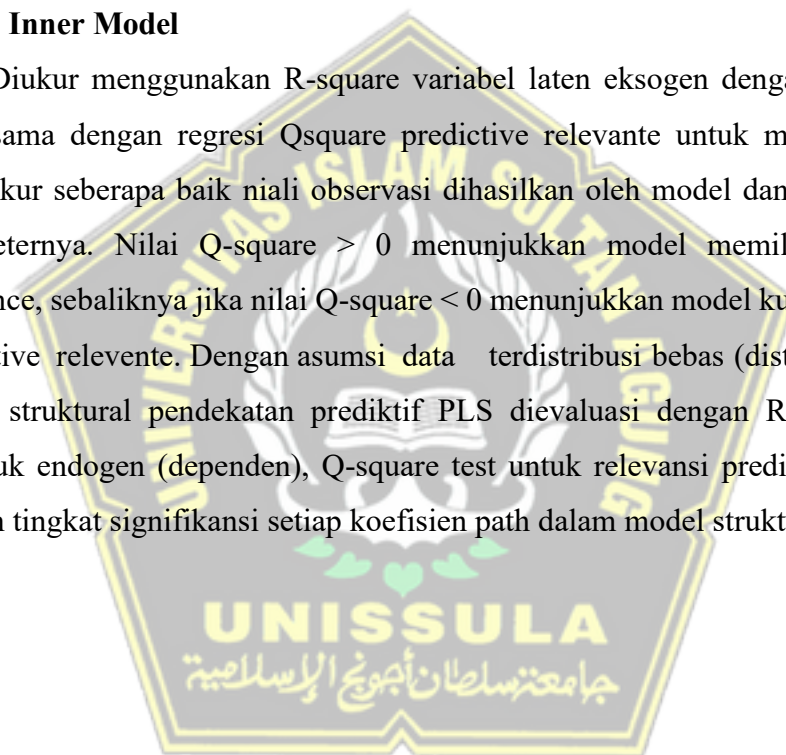 Inner Model
Diukur menggunakan R-square variabel laten eksogen denga
sama dengan regresi Qsquare predictive relevante untuk m
kur seberapa baik niali observasi dihasilkan oleh model dan
eternya. Nilai Q-square > 0 menunjukkan model memil
nce, sebaliknya jika nilai Q-square < 0 menunjukkan model ku
tive relevente. Dengan asumsi data terdistribusi bebas (dist
struktural pendekatan prediktif PLS dievaluasi dengan R
uk endogen (dependen), Q-square test untuk relevansi predi
n tingkat signifikansi setiap koefisien path dalam model strukt
UNIVERSITAS ISLAM SULTAN AGUNG
UNISSULA
جامعتنسلطان أجونج الإسلامية